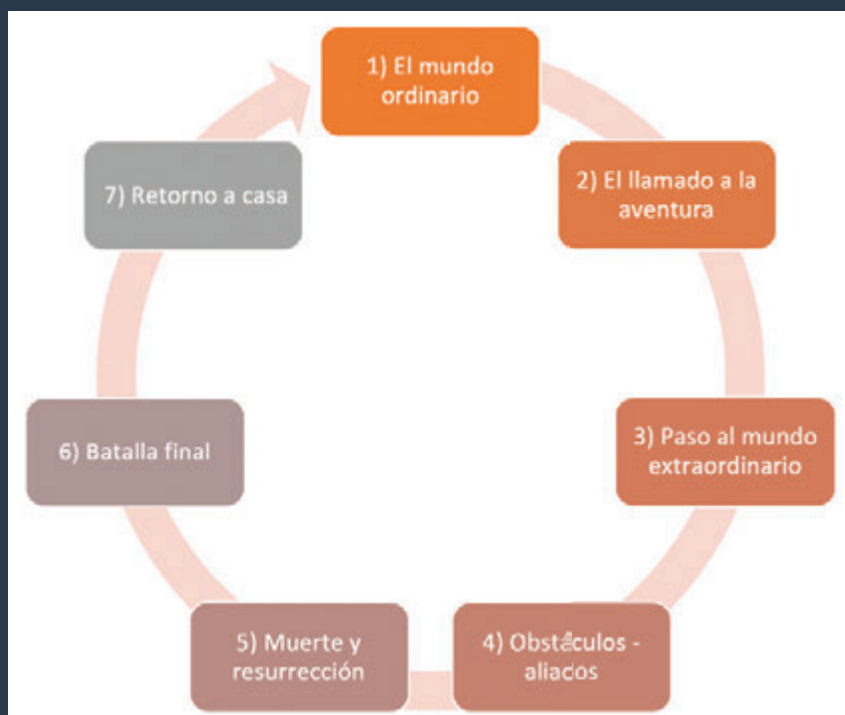 1) El mundo
ordinario
2) El llamado a la
aventura
3) Paso al mundo
extraordinario
4) Obstáculos -
aliados
5) Muerte y
resurrección
6) Batalla final
7) Retorno a casa